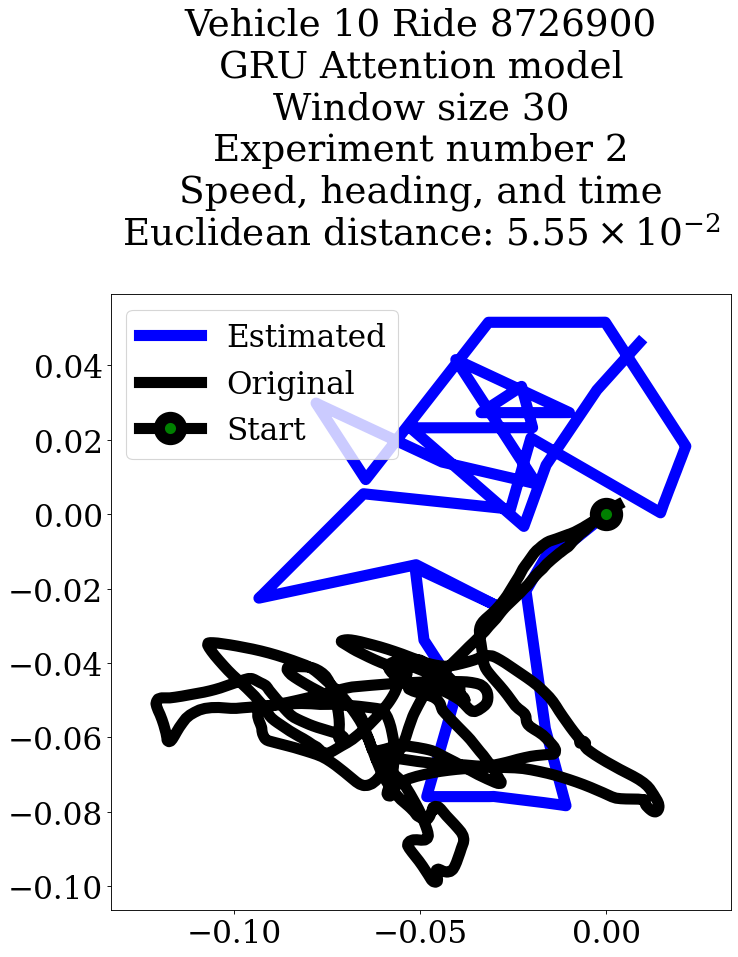 Vehicle 10 Ride 8726900
GRU Attention model
Window size 30
Experiment number 2
Speed, heading, and time
Euclidean distance: 5.55 × 10⁻²
Estimated
Original
Start
0.04
0.02
0.00
−0.02
−0.04
−0.06
−0.08
−0.10
−0.10 −0.05 0.00